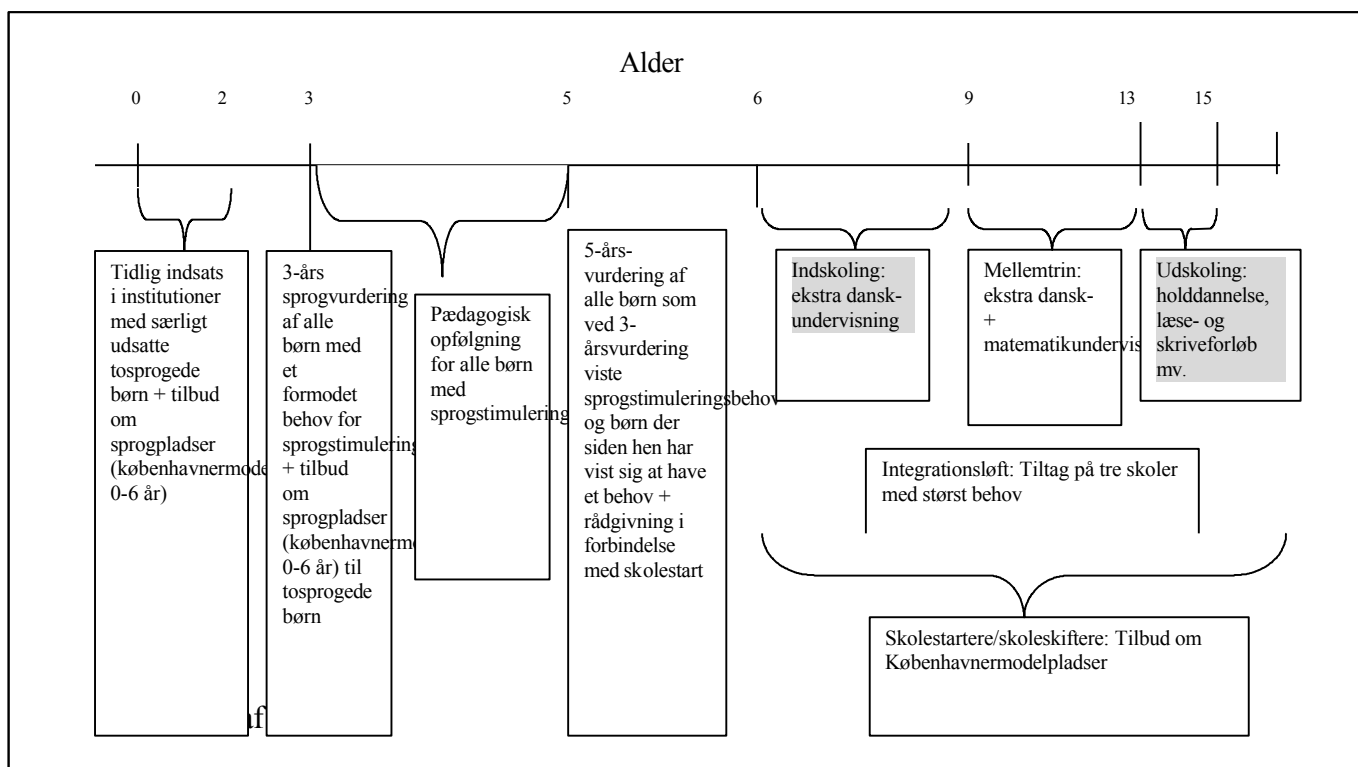 Alder
0 2 3 5 6 9 13 15
Tidlig indsats
i institutioner
med særligt
udsatte
tosprogede
børn + tilbud
om
sprogpladser
(københavnermode
0-6 år)
3-års
sprogvurdering
af alle
børn med
et
formodet
behov for
sprogstimulering
+ tilbud
om
sprogpladser
(københavnermo
0-6 år) til
tosprogede
børn
Pædagogisk
opfølgning
for alle børn
med
sprogstimulering
5-års-
vurdering af
alle børn som
ved 3-
årsvurdering
viste
sprogstimuleringsbehov
og børn der
siden hen har
vist sig at have
et behov +
rådgivning i
forbindelse
med skolestart
Indskoling:
ekstra dansk-
undervisning
Mellemtrin:
ekstra dansk-
+
matematikundervis
Udskoling:
holddannelse,
læse- og
skriveforløb
mv.
Integrationsløft: Tiltag på tre skoler
med størst behov
Skolestartere/skoleskiftere: Tilbud om
Københavnermodelpladser
af